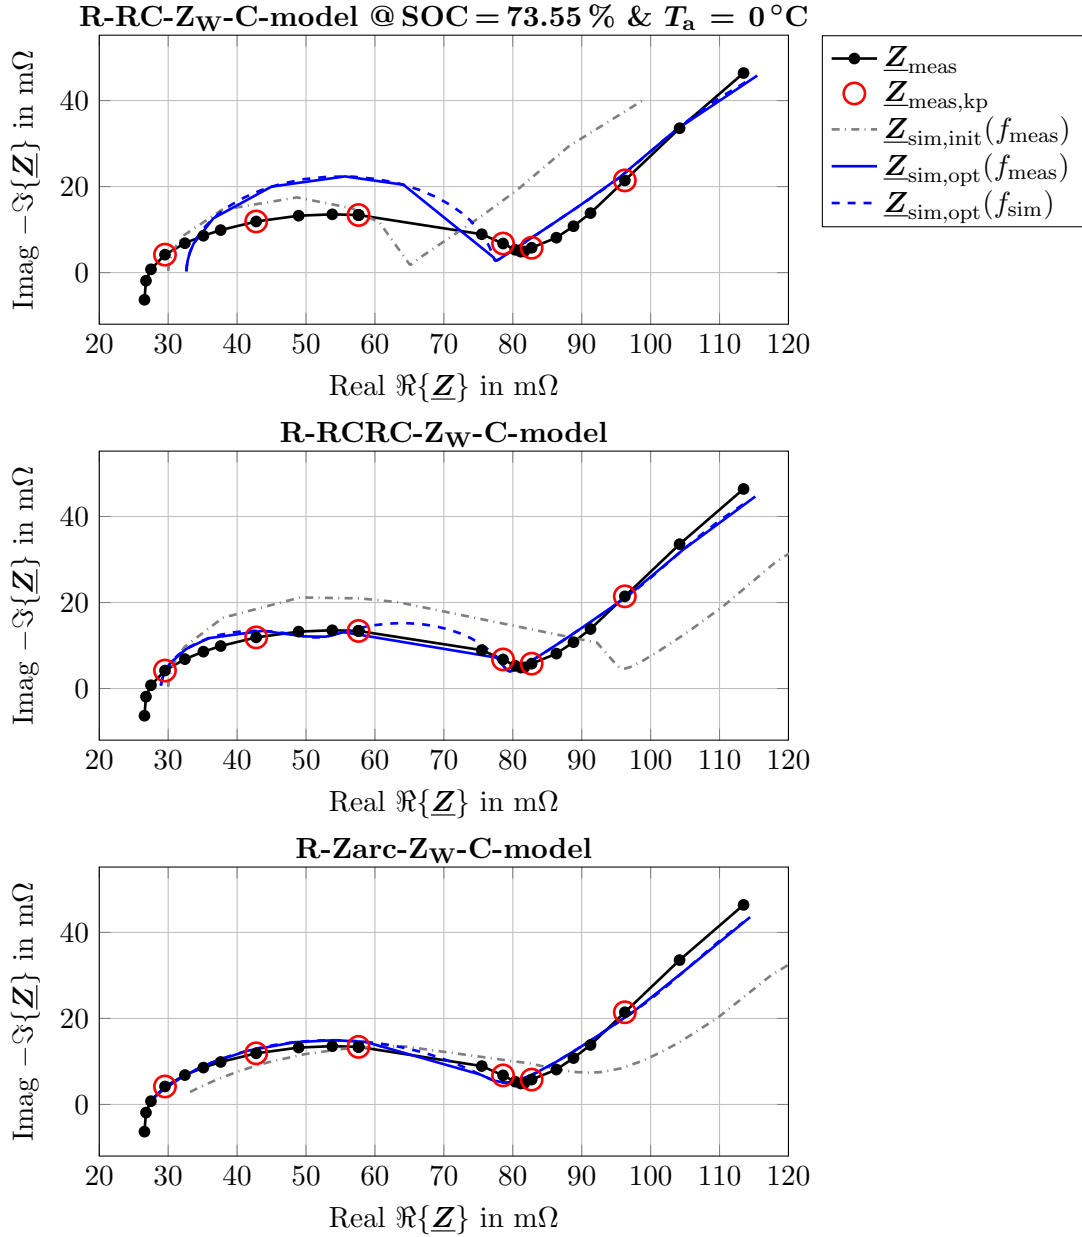 R-RC-Z_W-C-model @ SOC = 73.55 % & T_a = 0 °C
40
20
0
20 30 40 50 60 70 80 90 100 110 120
Imag −ℑ{Z} in mΩ
Real ℜ{Z} in mΩ
Z_meas
Z_meas,kp
Z_sim,init(f_meas)
Z_sim,opt(f_meas)
Z_sim,opt(f_sim)
R-RCRC-Z_W-C-model
40
20
0
20 30 40 50 60 70 80 90 100 110 120
Imag −ℑ{Z} in mΩ
Real ℜ{Z} in mΩ
R-Zarc-Z_W-C-model
40
20
0
20 30 40 50 60 70 80 90 100 110 120
Imag −ℑ{Z} in mΩ
Real ℜ{Z} in mΩ